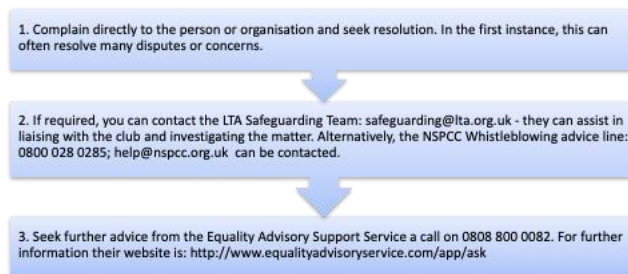 1. Complain directly to the person or organisation and seek resolution. In the first instance, this can
often resolve many disputes or concerns.
2. If required, you can contact the LTA Safeguarding Team: safeguarding@lta.org.uk - they can assist in
liaising with the club and investigating the matter. Alternatively, the NSPCC Whistleblowing advice line:
0800 028 0285; help@nspcc.org.uk can be contacted.
3. Seek further advice from the Equality Advisory Support Service a call on 0808 800 0082. For further
information their website is: http://www.equalityadvisoryservice.com/app/ask